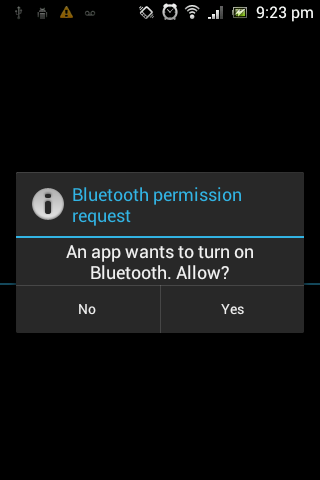 9:23 pm
Bluetooth permission
request
An app wants to turn on
Bluetooth. Allow?
No
Yes